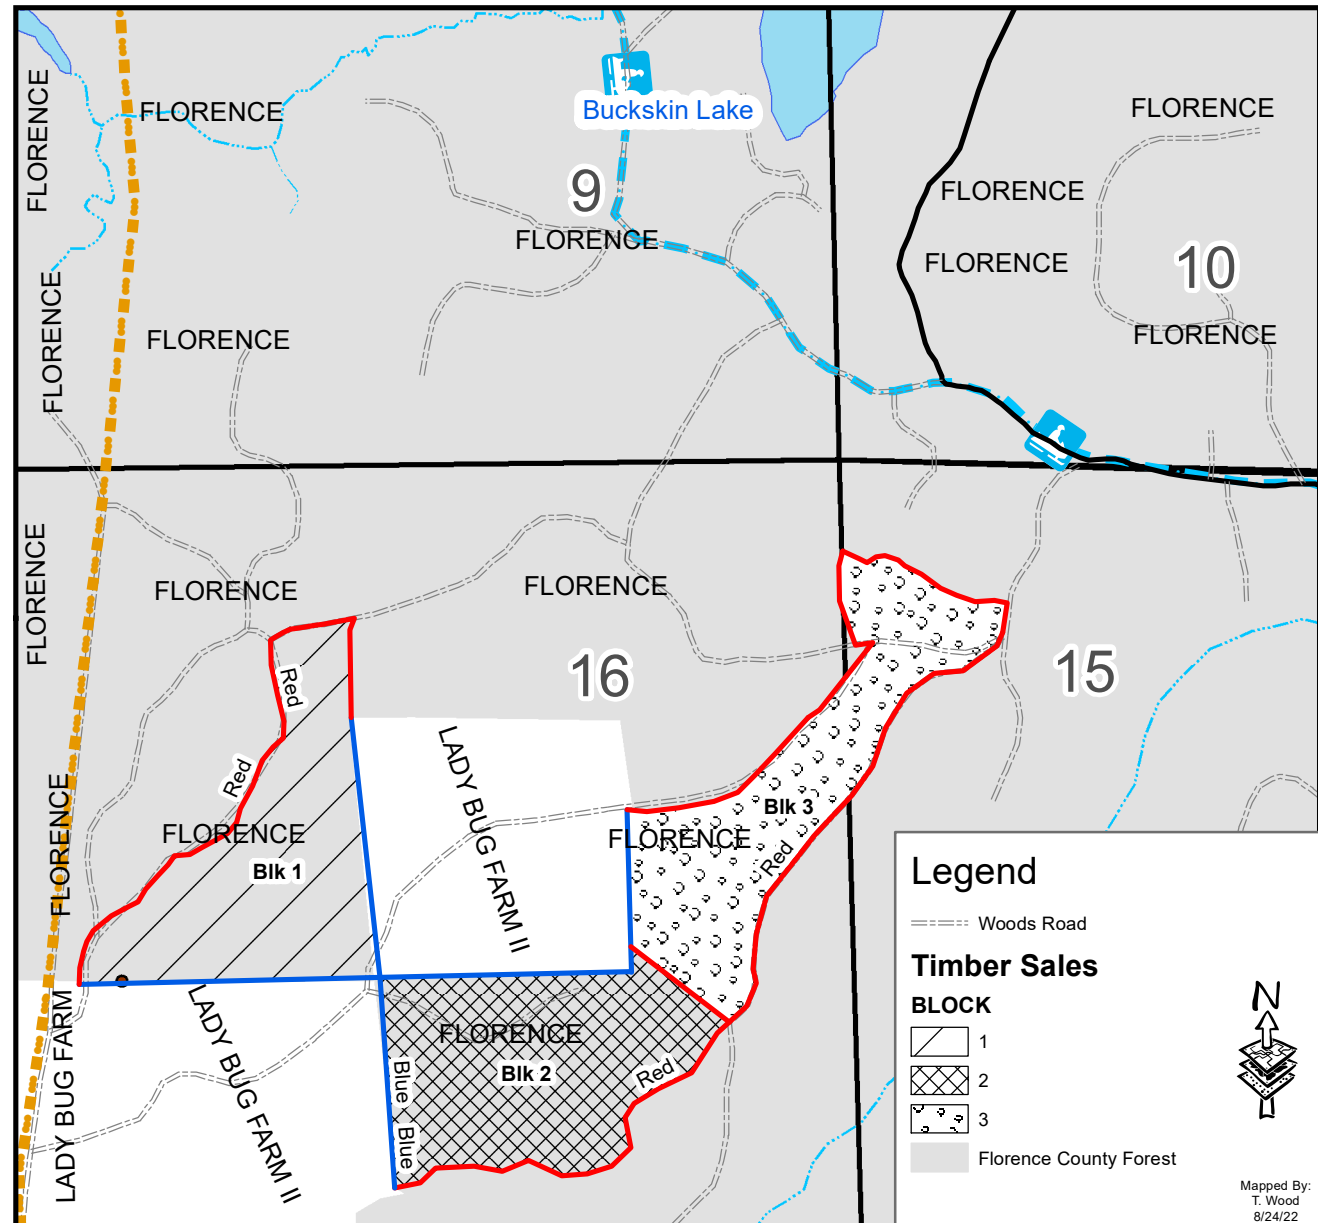 FLORENCE
FLORENCE
FLORENCE
Buckskin Lake
9
FLORENCE
FLORENCE
FLORENCE
FLORENCE
10
FLORENCE
FLORENCE
FLORENCE
FLORENCE
FLORENCE
FLORENCE
16
15
Red
Red
FLORENCE
FLORENCE
Blk 1
LADY BUG FARM II
Blk 3
FLORENCE
Red
LADY BUG FARM
LADY BUG FARM II
FLORENCE
Blk 2
Blue
Blue
Red
Legend
Woods Road
Timber Sales
BLOCK
1
2
3
Florence County Forest
N
Mapped By:
T. Wood
8/24/22